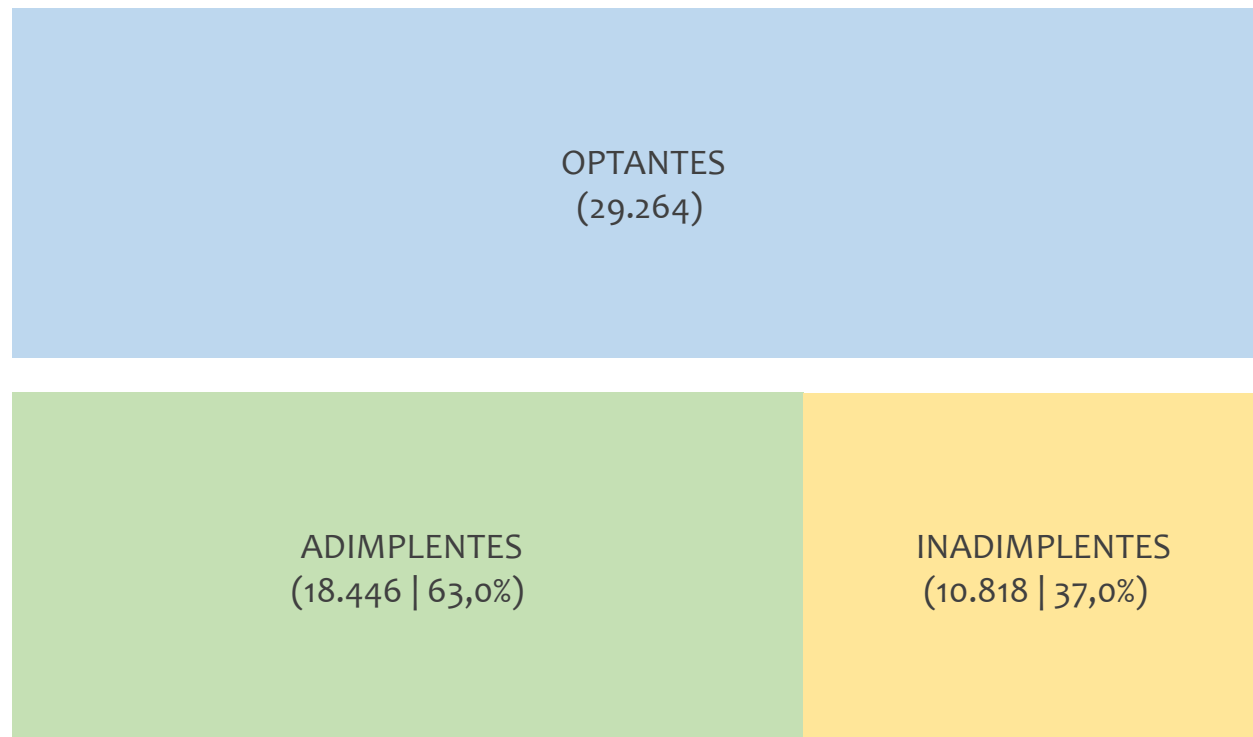 OPTANTES
(29.264)
ADIMPLENTES
(18.446 | 63,0%)
INADIMPLENTES
(10.818 | 37,0%)